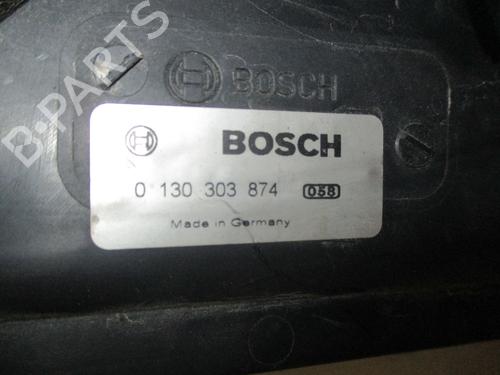 BOSCH
BOSCH
0 130 303 874 058
Made in Germany
B-PARTS